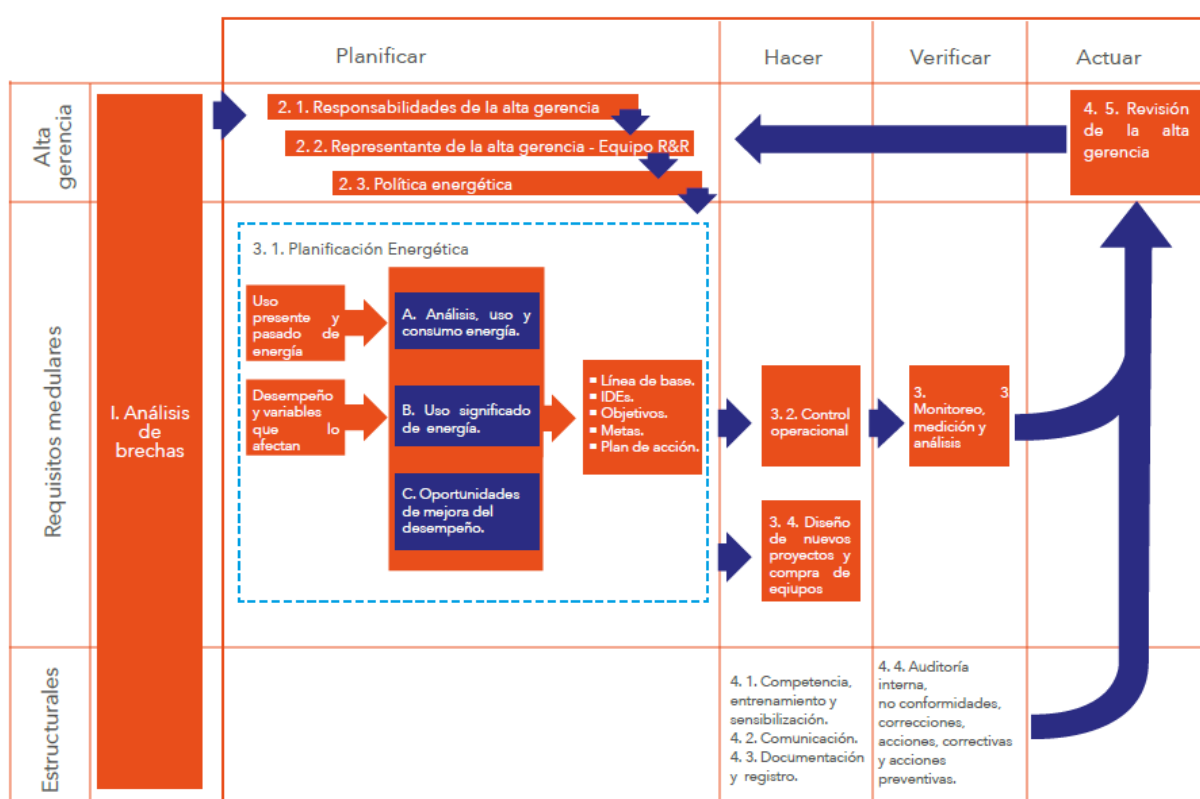 Planificar
Hacer
Verificar
Actuar
Alta
gerencia
2. 1. Responsabilidades de la alta gerencia
2. 2. Representante de la alta gerencia - Equipo R&R
2. 3. Política energética
4. 5. Revisión
de la alta
gerencia
Requisitos medulares
I. Análisis
de
brechas
3. 1. Planificación Energética
Uso
presente y
pasado de
energía
Desempeño
y variables
que lo
afectan
A. Análisis, uso y
consumo energía.
B. Uso significado
de energía.
C. Oportunidades
de mejora del
desempeño.
▪ Línea de base.
▪ IDEs.
▪ Objetivos.
▪ Metas.
▪ Plan de acción.
3. 2. Control
operacional
3. 3
Monitoreo,
medición y
análisis
3. 4. Diseño
de nuevos
proyectos y
compra de
eqiupos
Estructurales
4. 1. Competencia,
entrenamiento y
sensibilización.
4. 2. Comunicación.
4. 3. Documentación
y registro.
4. 4. Auditoría
interna,
no conformidades,
correcciones,
acciones, correctivas
y acciones
preventivas.